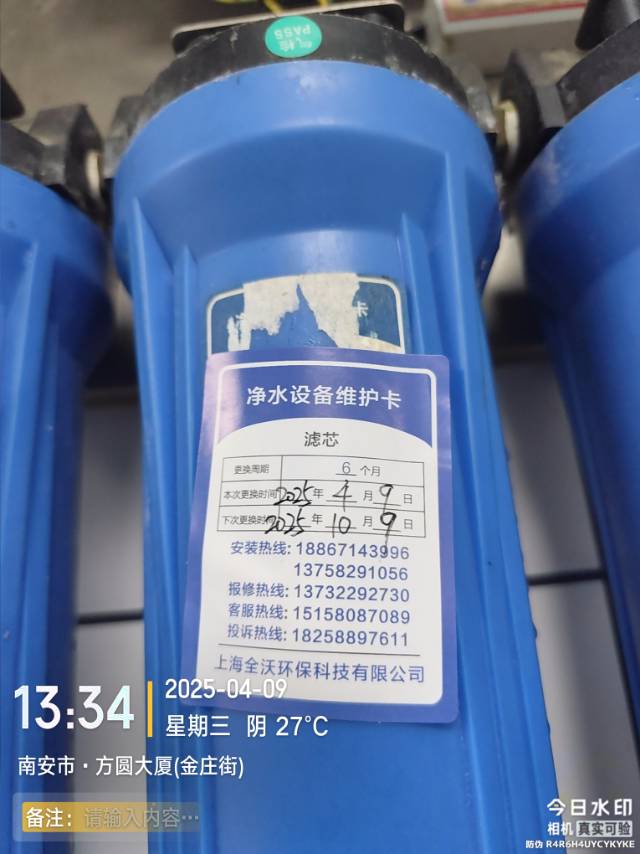 气检
PASS
卡
净水设备维护卡
滤芯
更换周期 6 个月
本次更换时间 2025 年 4 月 9 日
下次更换时间 2025 年 10 月 9 日
安装热线: 18867143996
13758291056
报修热线: 13732292730
客服热线: 15158087089
投诉热线: 18258897611
上海全沃环保科技有限公司
13:34
2025-04-09
星期三 阴 27°C
南安市·方圆大厦(金庄街)
备注: 请输入内容…
今日水印
相机 真实可验
防伪 R4R6H4UYCYKYKE